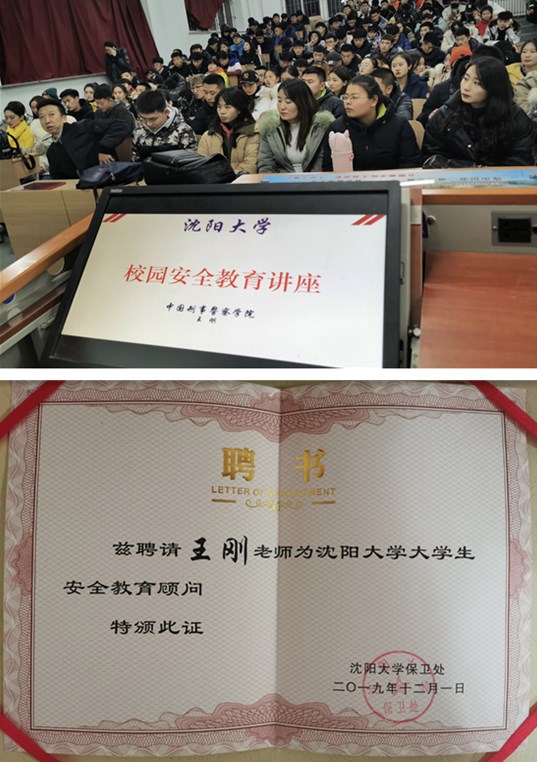 沈阳大学
校园安全教育讲座
中国刑事警察学院
王刚
聘书
LETTER OF APPOINTMENT
兹聘请王刚老师为沈阳大学大学生
安全教育顾问
特颁此证
沈阳大学保卫处
二〇一九年十二月一日
保卫处